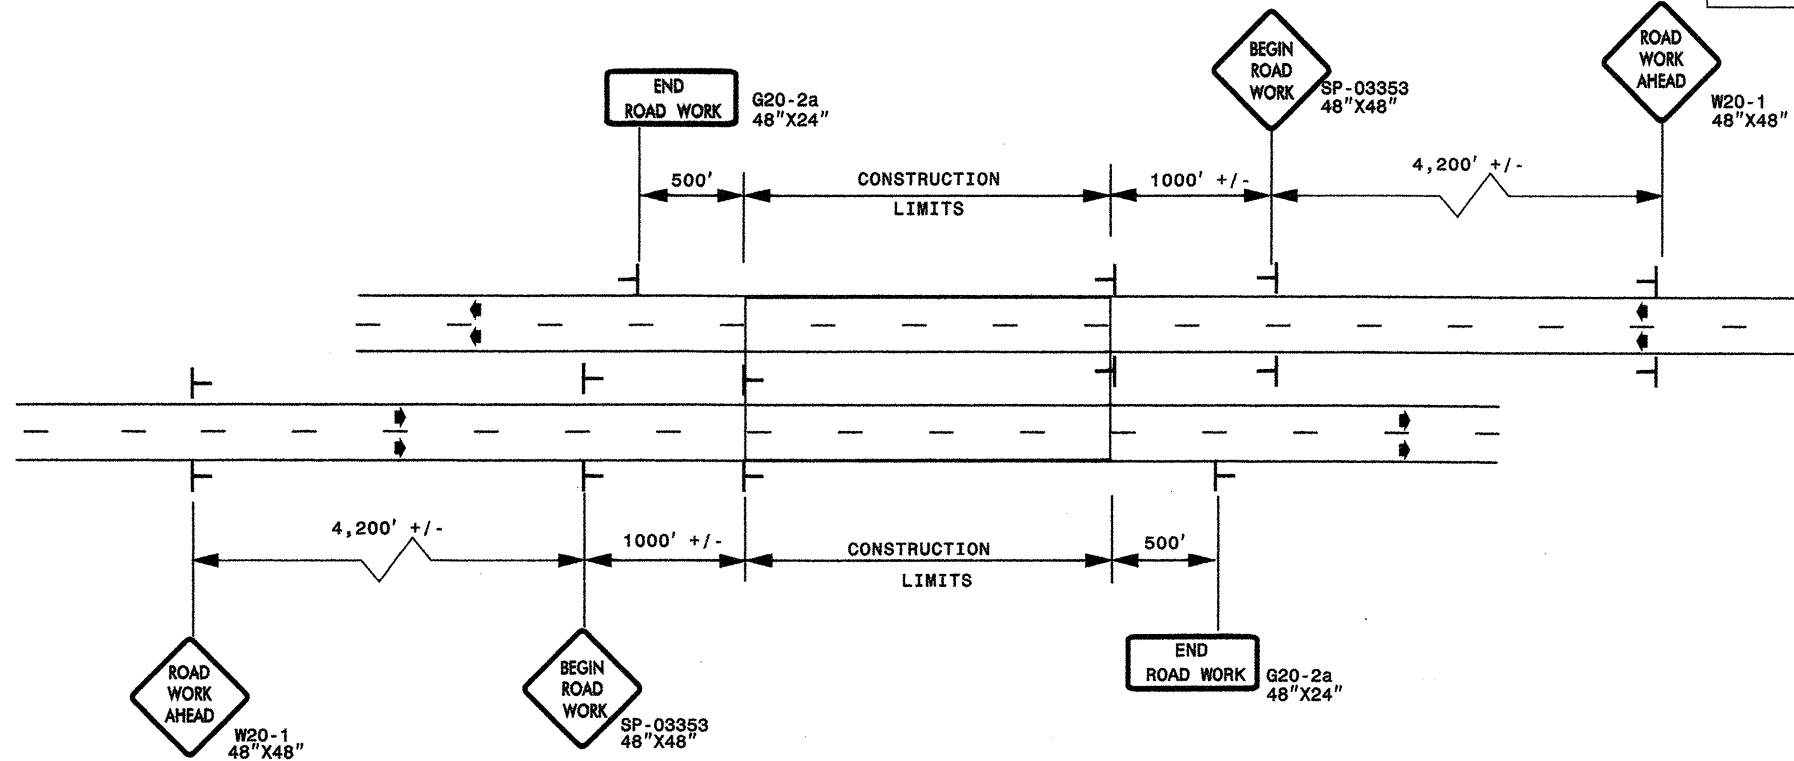 BEGIN
ROAD
WORK
SP-03353
48"X48"
ROAD
WORK
AHEAD
W20-1
48"X48"
END
ROAD WORK
G20-2a
48"X24"
500'
CONSTRUCTION
LIMITS
1000' +/-
4,200' +/-
4,200' +/-
1000' +/-
CONSTRUCTION
LIMITS
500'
ROAD
WORK
AHEAD
W20-1
48"X48"
BEGIN
ROAD
WORK
SP-03353
48"X48"
END
ROAD WORK
G20-2a
48"X24"